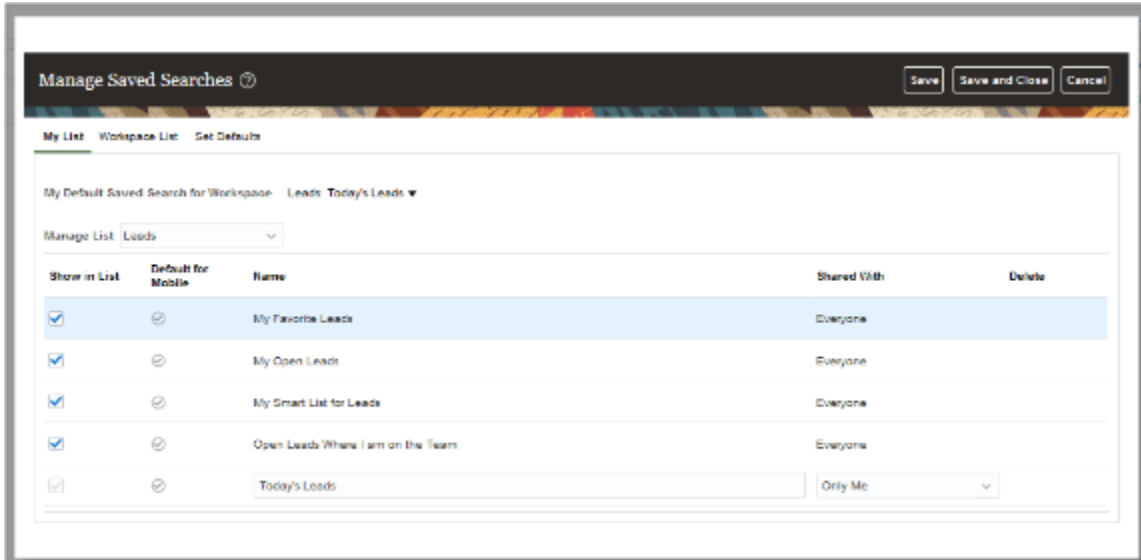 Manage Saved Searches
Save Save and Close Cancel
My List Workspace List Set Defaults
My Default Saved Search for Workspace Leads: Today's Leads
Manage List Leads
Show in List Default for Mobile Name Shared With Delete
My Favorite Leads Everyone
My Open Leads Everyone
My Smart List for Leads Everyone
Open Leads Where I am on the Team Everyone
Today's Leads Only Me